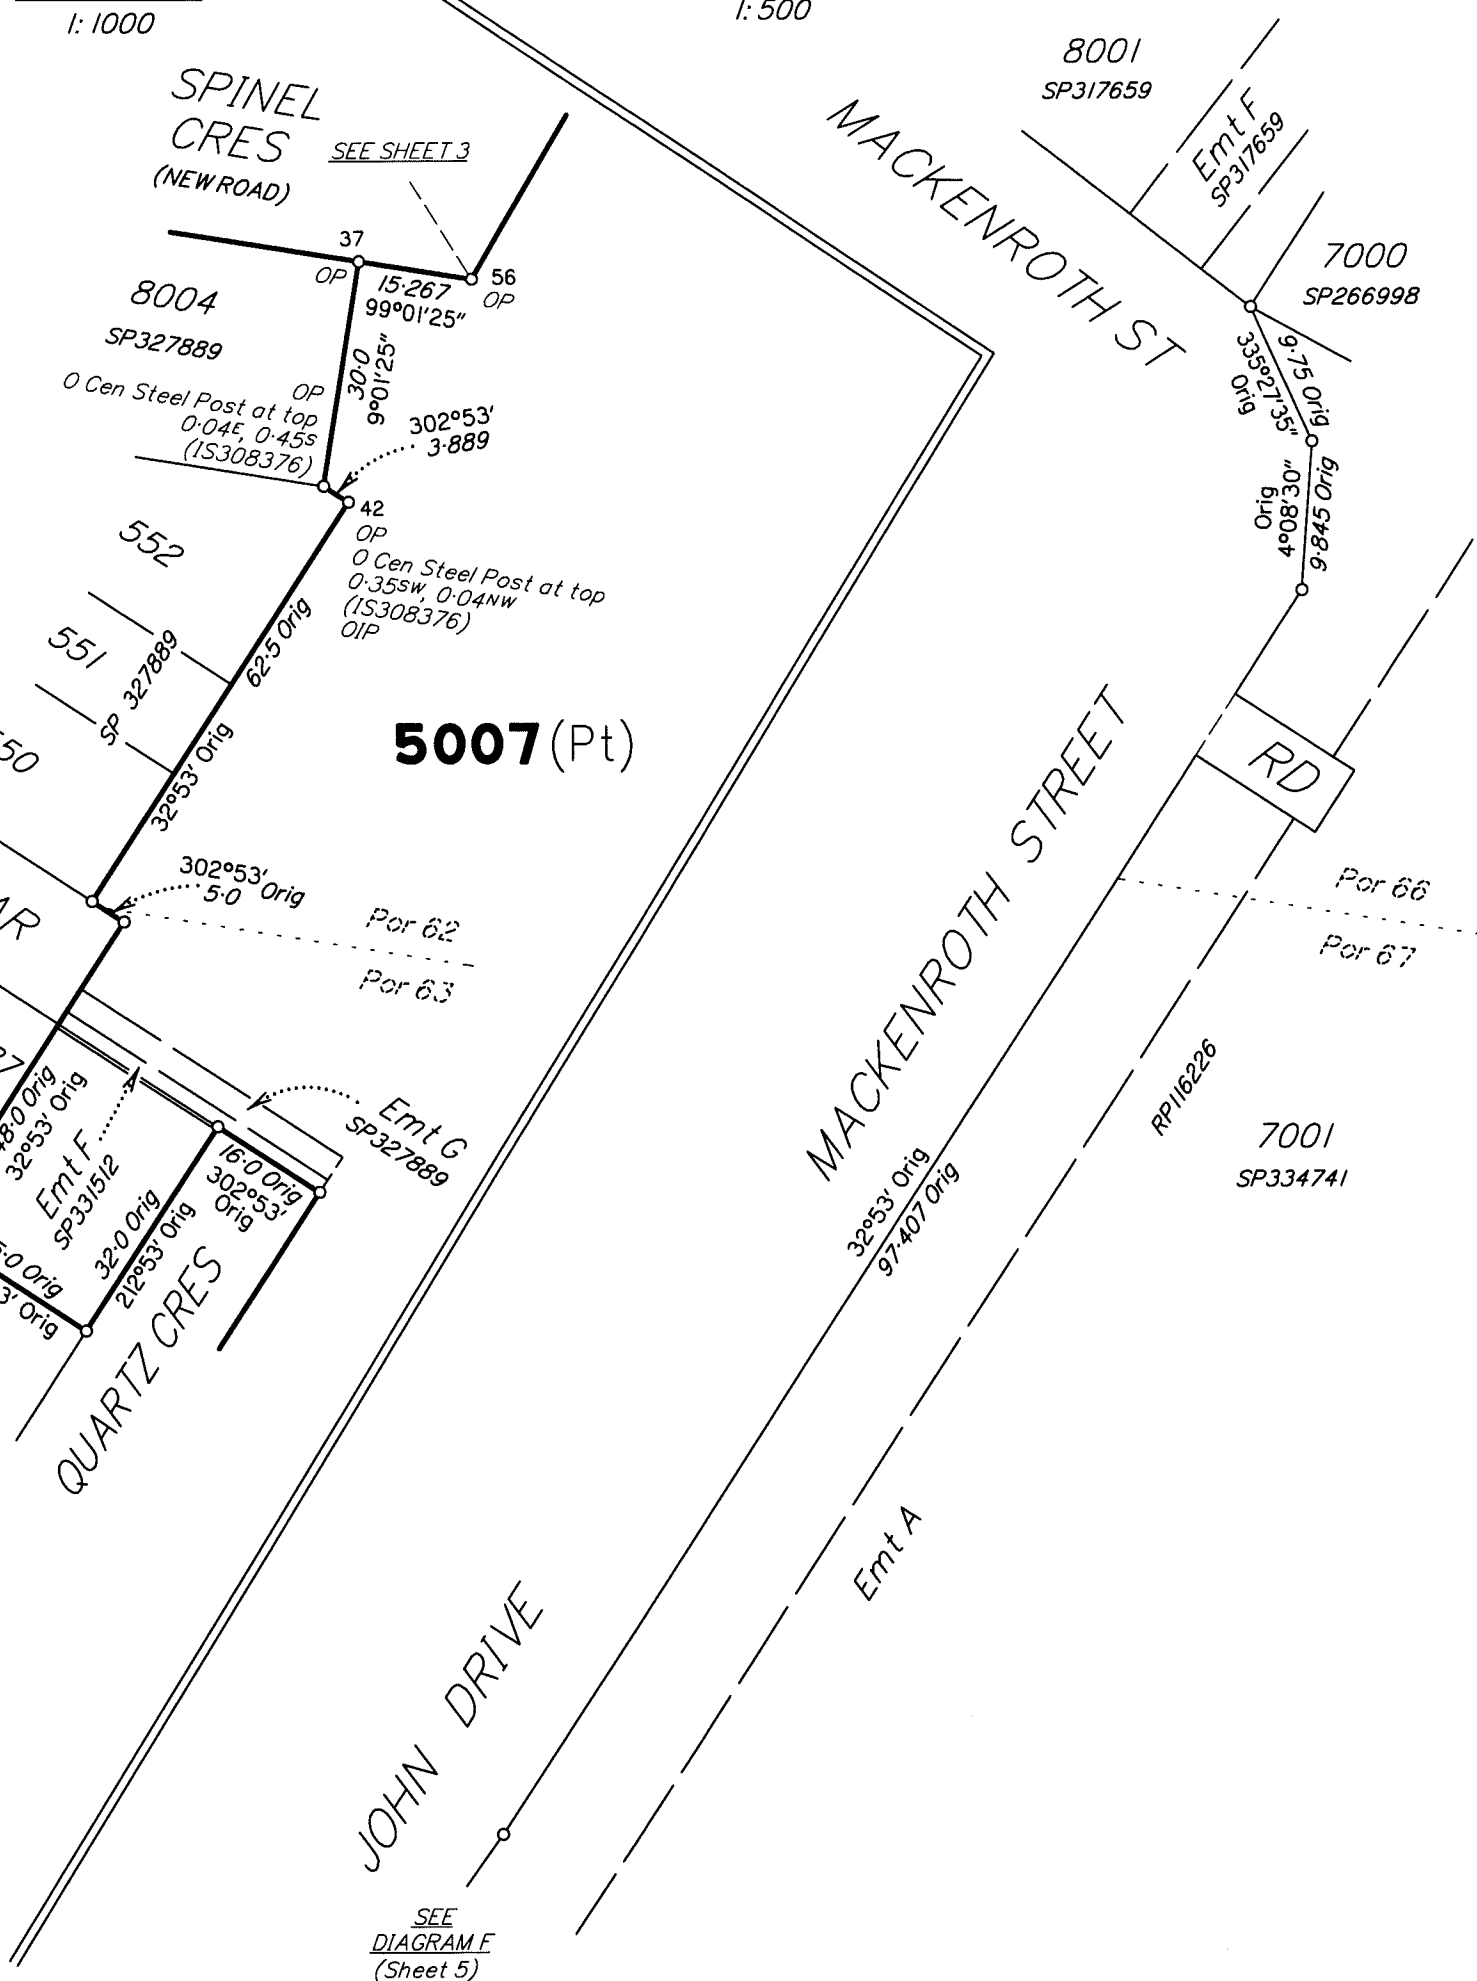 1:1000
1:500
SPINEL
CRES
(NEW ROAD)
SEE SHEET 3
8001
SP317659
Emt F
SP317659
MACKENROTH ST
7000
SP266998
37
OP
15·267
99°01'25"
56
OP
8004
SP327889
30·0
9°01'25"
OP
O Cen Steel Post at top
0·04E, 0·45S
(IS308376)
302°53'
3·889
42
OP
O Cen Steel Post at top
0·35SW, 0·04NW
(IS308376)
OIP
9·75 Orig
335°27'35"
Orig
Orig
4°08'30"
9·845 Orig
552
551
SP 327889
62·5 Orig
32°53' Orig
5007 (Pt)
RD
302°53' Orig
5·0
Por 62
Por 63
Por 66
Por 67
MACKENROTH STREET
RP116226
7001
SP334741
32°53' Orig
Emt F
SP331512
Emt G
SP327889
16·0 Orig
302°53'
Orig
32·0 Orig
212°53' Orig
QUARTZ CRES
32°53' Orig
97·407 Orig
Emt A
JOHN DRIVE
SEE
DIAGRAM F
(Sheet 5)